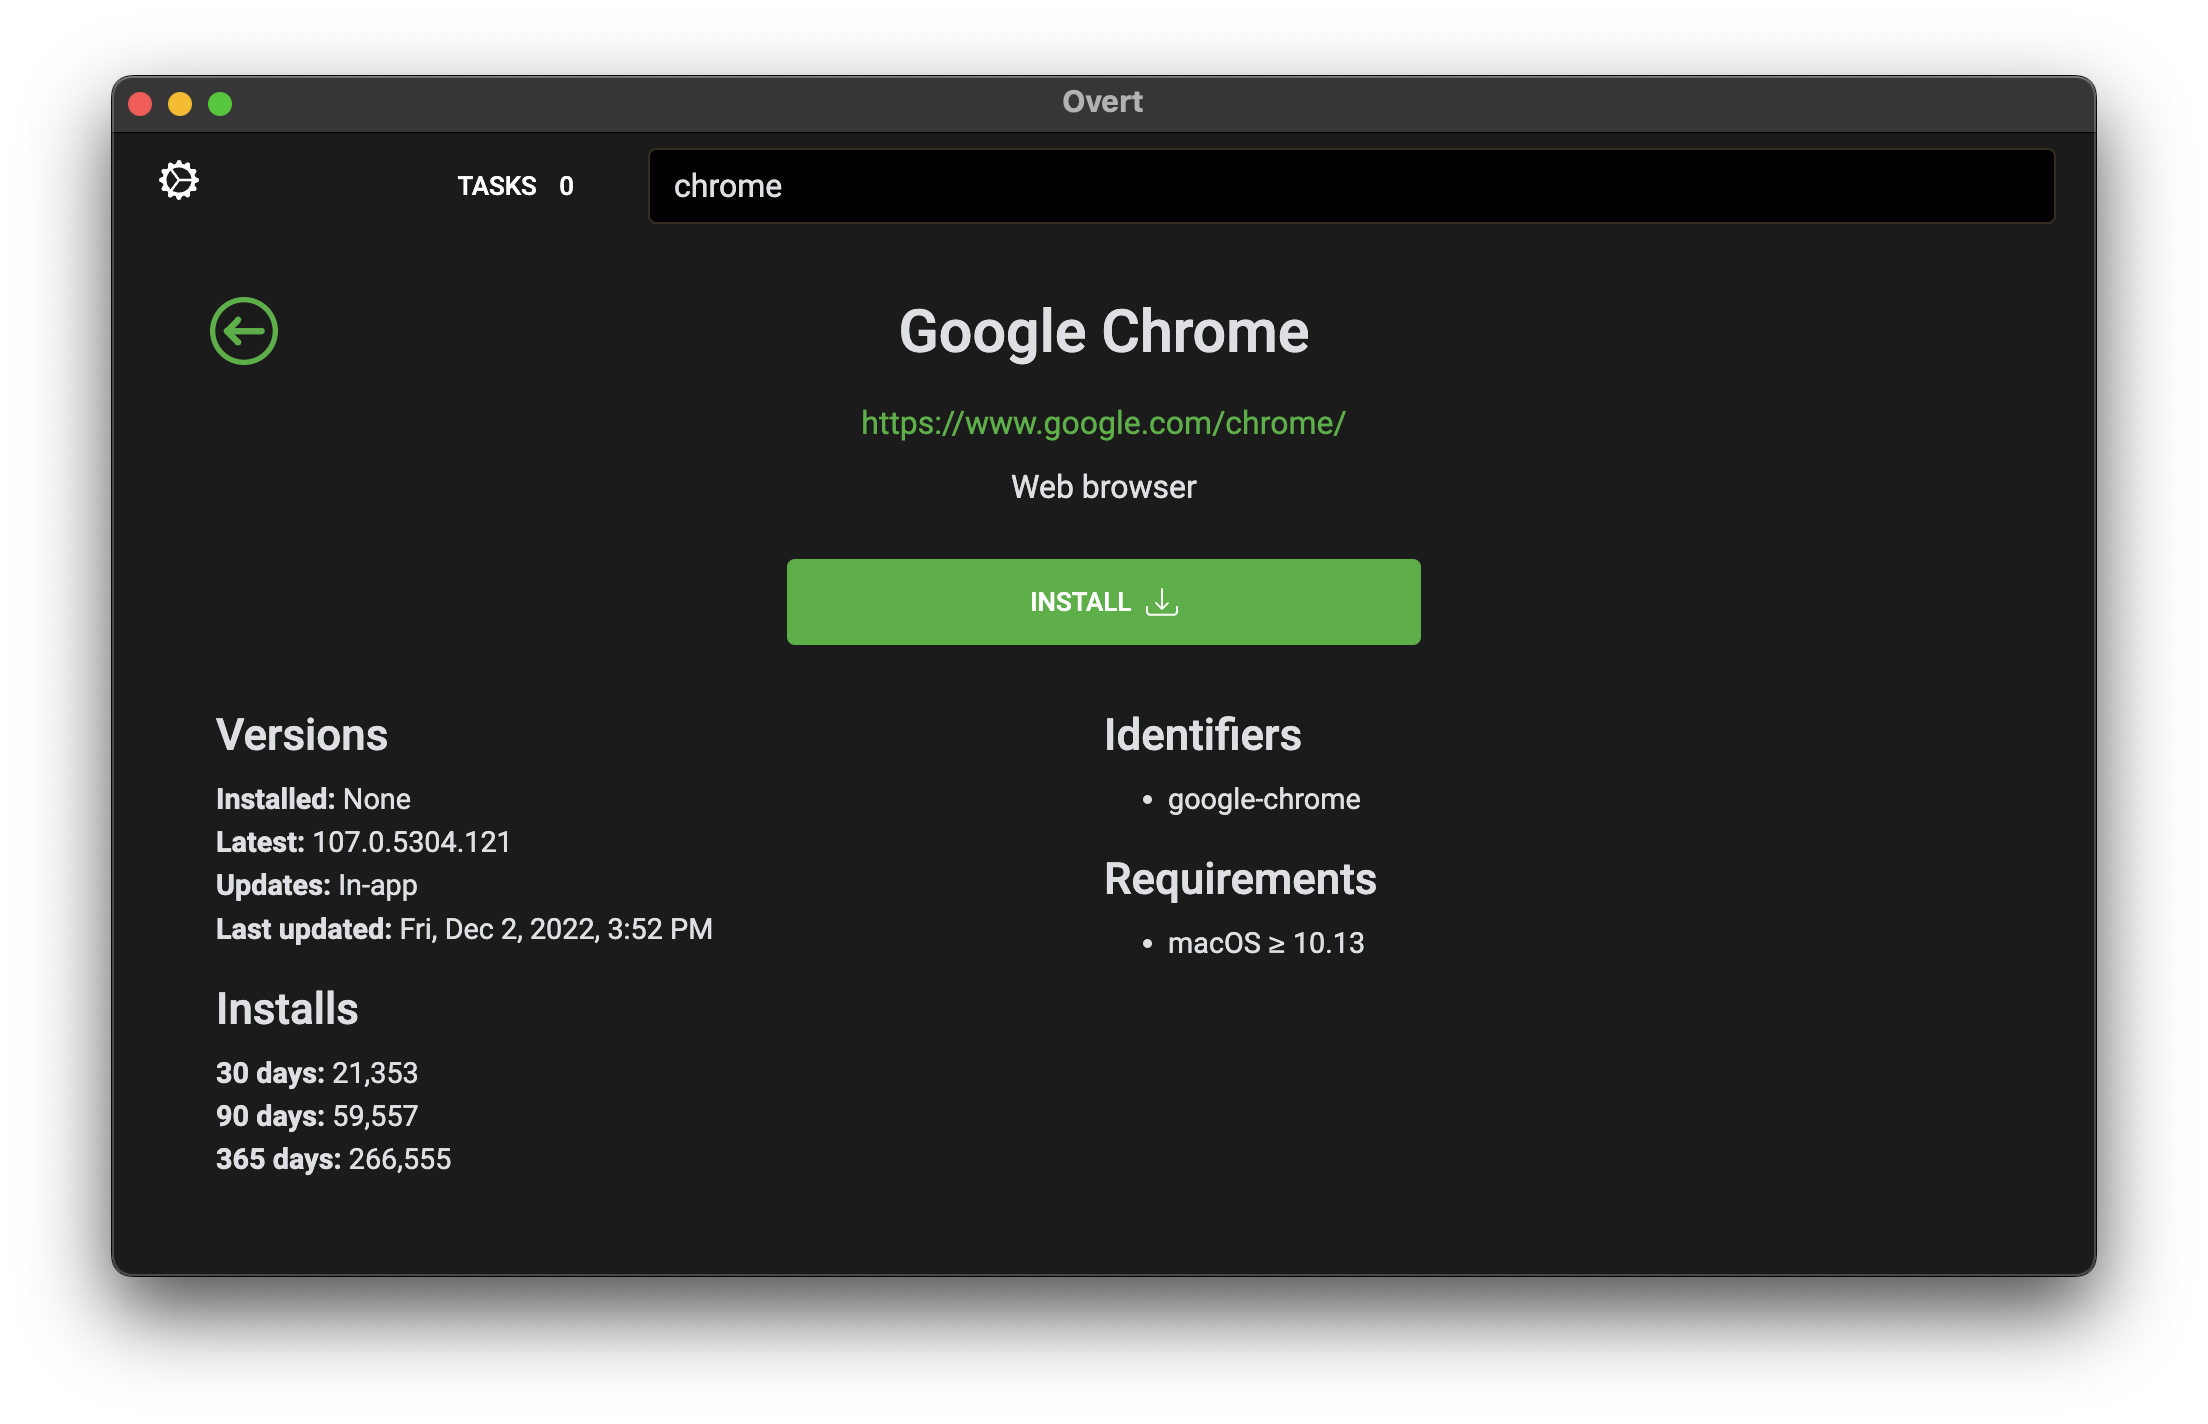 Overt
TASKS 0
chrome
Google Chrome
https://www.google.com/chrome/
Web browser
INSTALL
Versions
Installed: None
Latest: 107.0.5304.121
Updates: In-app
Last updated: Fri, Dec 2, 2022, 3:52 PM
Installs
30 days: 21,353
90 days: 59,557
365 days: 266,555
Identifiers
• google-chrome
Requirements
• macOS ≥ 10.13